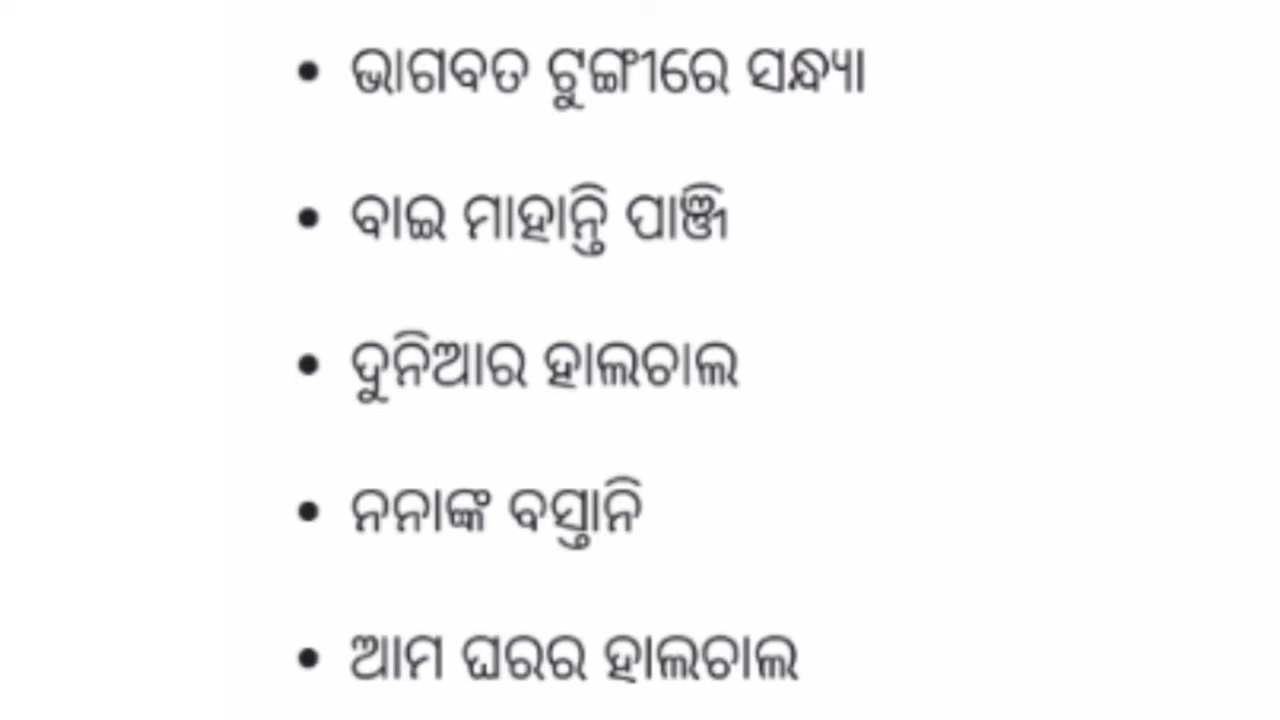 • ଭାଗବତ ଟୁଙ୍ଗୀରେ ସନ୍ଧ୍ୟା
• ବାଇ ମାହାନ୍ତି ପାଞ୍ଜି
• ଦୁନିଆର ହାଲଚାଲ
• ନନାଙ୍କ ବସ୍ତାନି
• ଆମ ଘରର ହାଲଚାଲ